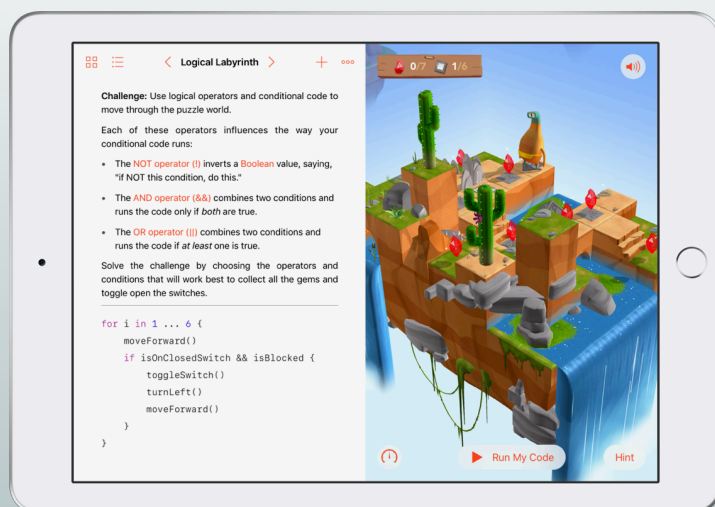 Logical Labyrinth
0/7 1/6
Challenge: Use logical operators and conditional code to
move through the puzzle world.
Each of these operators influences the way your
conditional code runs:
• The NOT operator (!) inverts a Boolean value, saying,
"if NOT this condition, do this."
• The AND operator (&&) combines two conditions and
runs the code only if both are true.
• The OR operator (||) combines two conditions and
runs the code if at least one is true.
Solve the challenge by choosing the operators and
conditions that will work best to collect all the gems and
toggle open the switches.
for i in 1 ... 6 {
    moveForward()
    if isOnClosedSwitch && isBlocked {
        toggleSwitch()
        turnLeft()
        moveForward()
    }
}
Run My Code
Hint